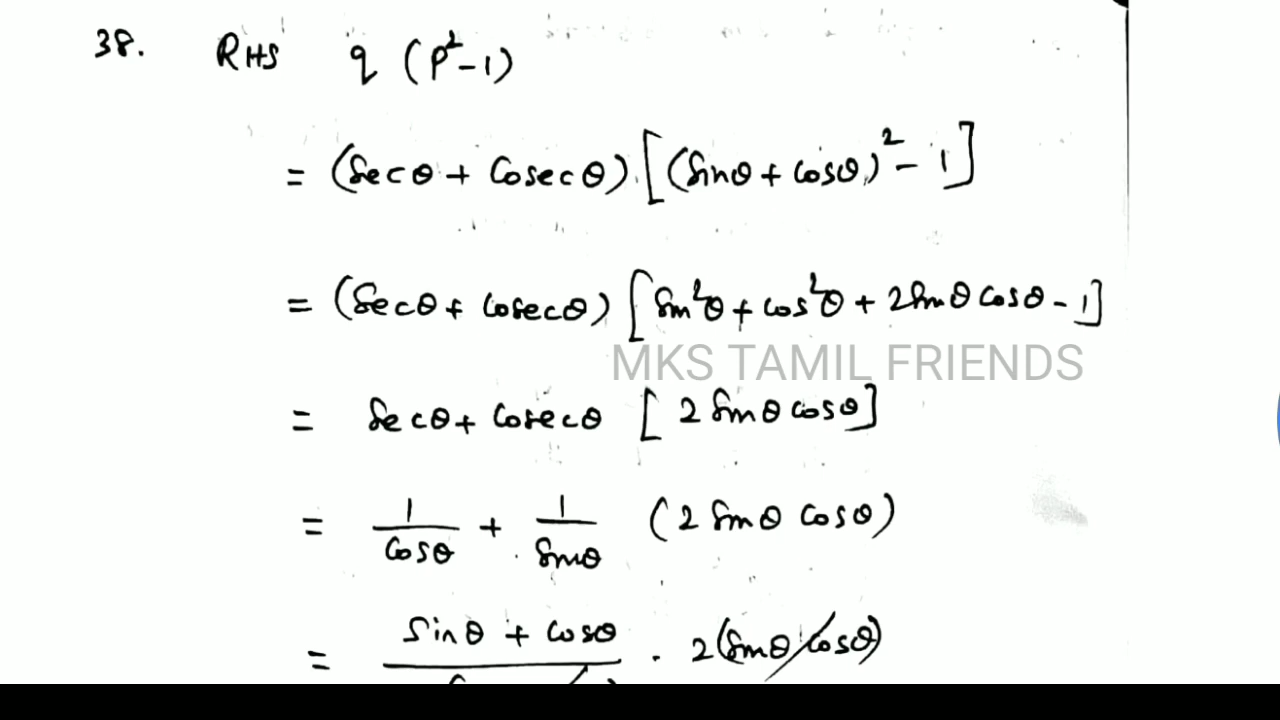 38. RHS q (p²-1)
= (Secθ + Cosecθ). [(Sinθ + Cosθ)² - 1]
= (Secθ + Cosecθ) [Sin²θ + Cos²θ + 2Sinθ Cosθ - 1]
MKS TAMIL FRIENDS
= Secθ + Cosecθ [2 Sinθ Cosθ]
= 1/Cosθ + 1/Sinθ (2 Sinθ Cosθ)
= Sinθ + Cosθ . 2(Sinθ Cosθ)